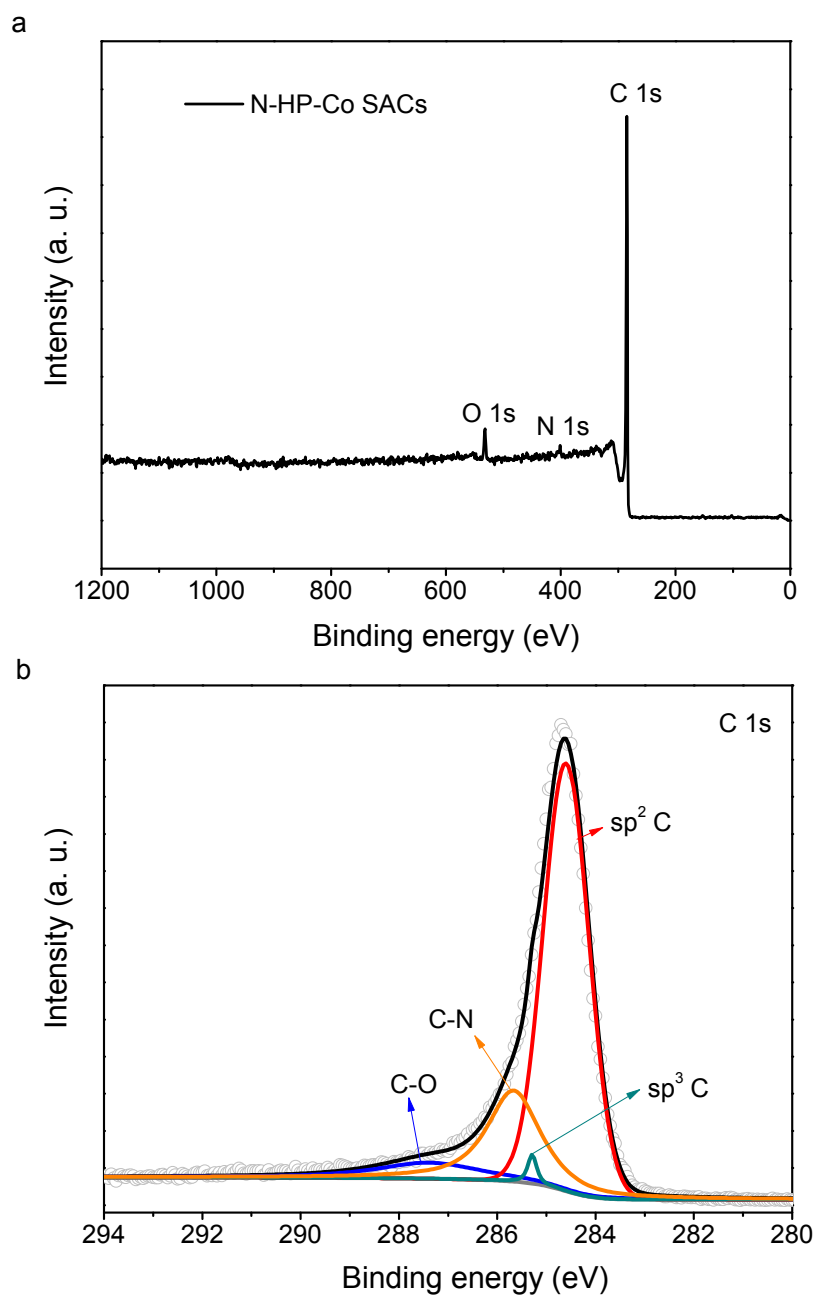 a
N-HP-Co SACs
C 1s
O 1s
N 1s
Intensity (a. u.)
1200 1000 800 600 400 200 0
Binding energy (eV)
b
C 1s
sp² C
C-N
C-O
sp³ C
Intensity (a. u.)
294 292 290 288 286 284 282 280
Binding energy (eV)